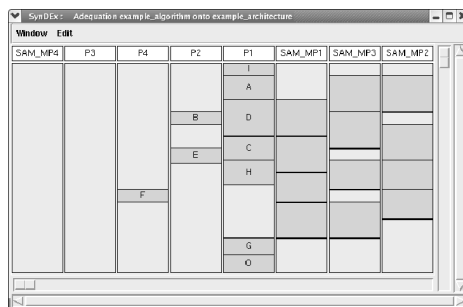 SynDEx : Adequation example_algorithm onto example_architecture
Window Edit
SAM_MP4 P3 P4 P2 P1 SAM_MP1 SAM_MP3 SAM_MP2
I
A
B D
E C
H
F
G
O